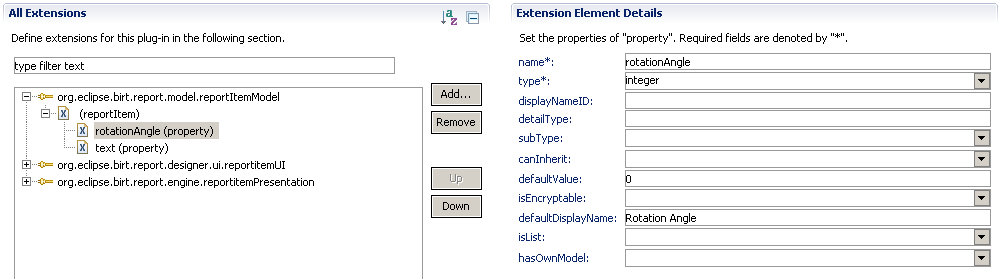 All Extensions
Define extensions for this plug-in in the following section.
type filter text
org.eclipse.birt.report.model.reportItemModel
(reportItem)
rotationAngle (property)
text (property)
org.eclipse.birt.report.designer.ui.reportitemUI
org.eclipse.birt.report.engine.reportitemPresentation
Add...
Remove
Up
Down
Extension Element Details
Set the properties of "property". Required fields are denoted by "*".
name*: rotationAngle
type*: integer
displayNameID:
detailType:
subType:
canInherit:
defaultValue: 0
isEncryptable:
defaultDisplayName: Rotation Angle
isList:
hasOwnModel: